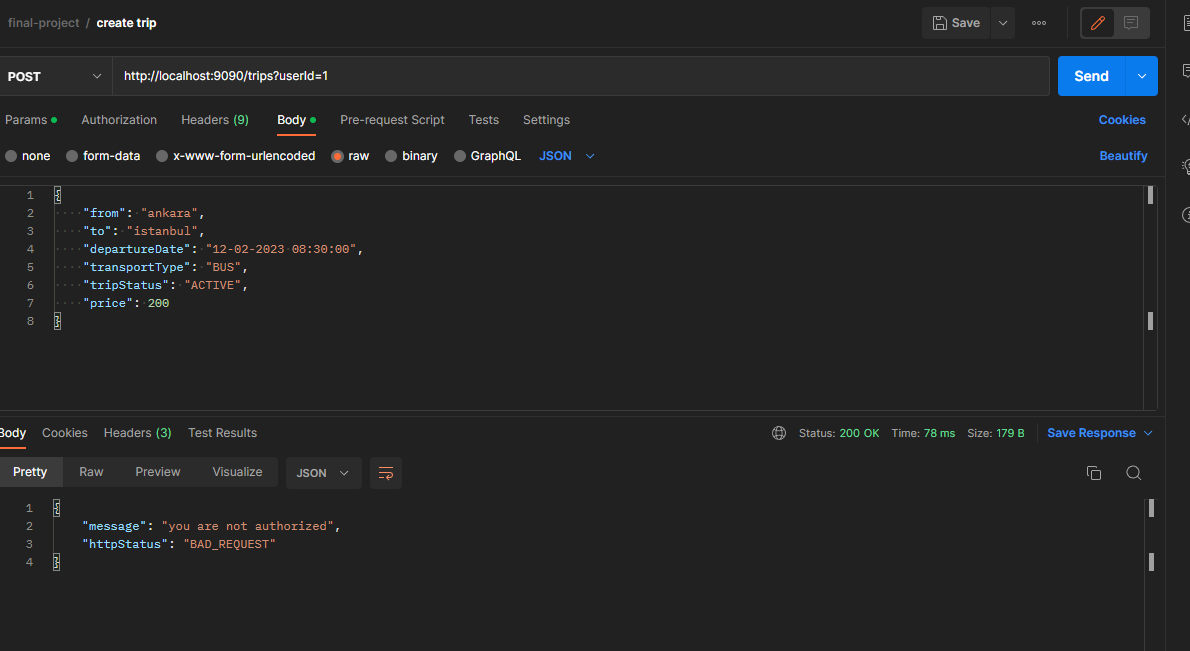 final-project / create trip
Save
POST http://localhost:9090/trips?userId=1 Send
Params Authorization Headers (9) Body Pre-request Script Tests Settings Cookies
none form-data x-www-form-urlencoded raw binary GraphQL JSON Beautify
1 {
2 ····"from":·"ankara",
3 ····"to":·"istanbul",
4 ····"departureDate":·"12-02-2023·08:30:00",
5 ····"transportType":·"BUS",
6 ····"tripStatus":·"ACTIVE",
7 ····"price":·200
8 }
Body Cookies Headers (3) Test Results Status: 200 OK Time: 78 ms Size: 179 B Save Response
Pretty Raw Preview Visualize JSON
1 {
2 "message": "you are not authorized",
3 "httpStatus": "BAD_REQUEST"
4 }